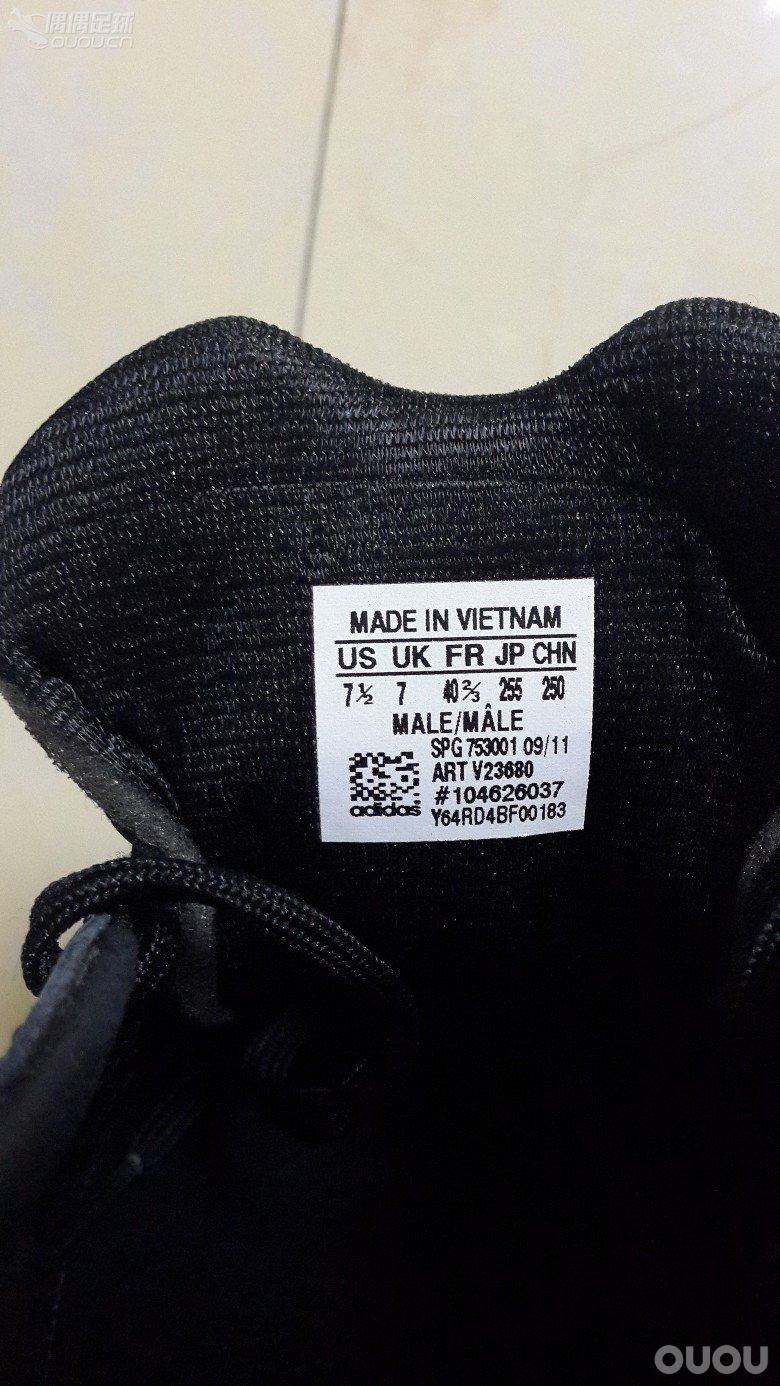 偶偶足球
OUOU.CN
MADE IN VIETNAM
US UK FR JP CHN
7½ 7 40⅔ 255 250
MALE/MÂLE
SPG 753001 09/11
ART V23680
#104626037
Y64RD4BF00183
adidas
OUOU